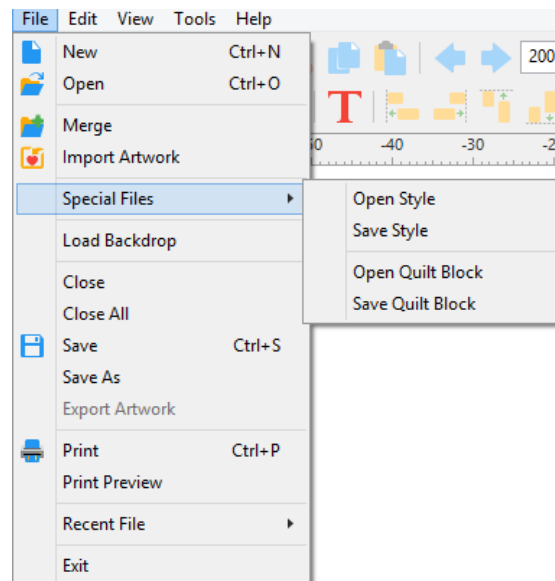 File Edit View Tools Help
New Ctrl+N
Open Ctrl+O
200
Merge
Import Artwork
T
-40 -30
Special Files
Open Style
Save Style
Load Backdrop
Open Quilt Block
Save Quilt Block
Close
Close All
Save Ctrl+S
Save As
Export Artwork
Print Ctrl+P
Print Preview
Recent File
Exit